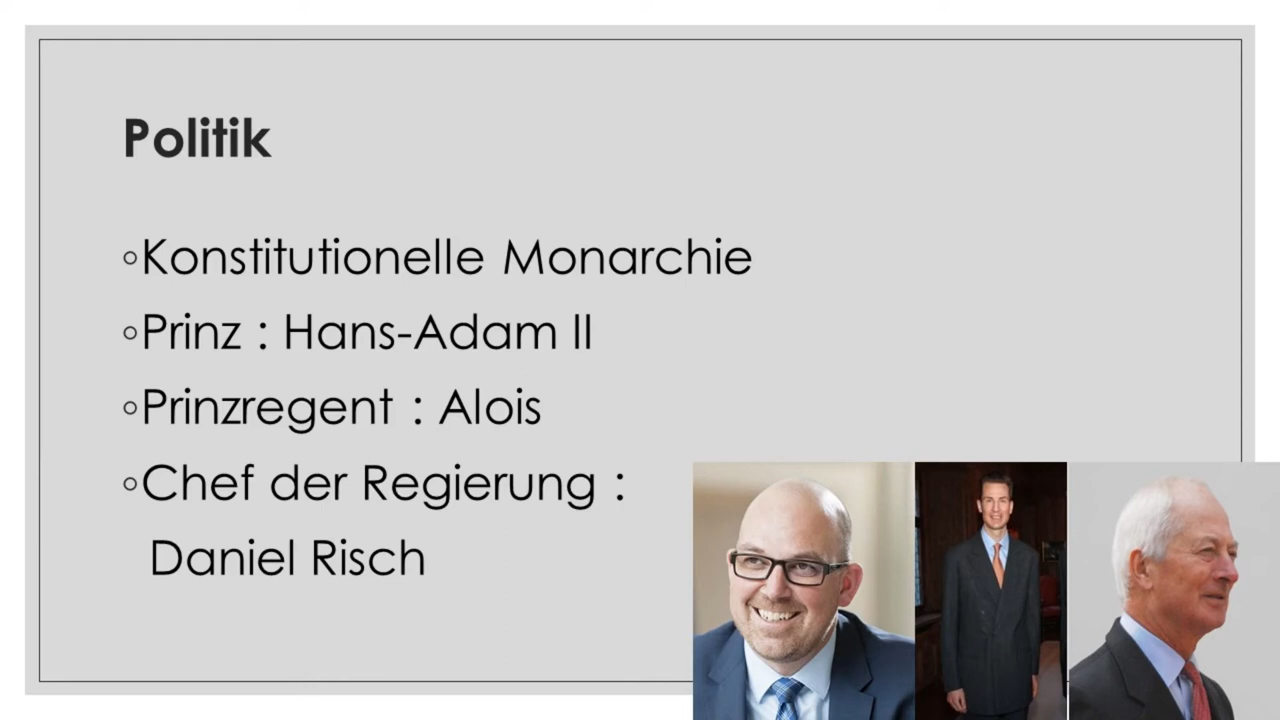 Politik
◦Konstitutionelle Monarchie
◦Prinz : Hans-Adam II
◦Prinzregent : Alois
◦Chef der Regierung :
Daniel Risch